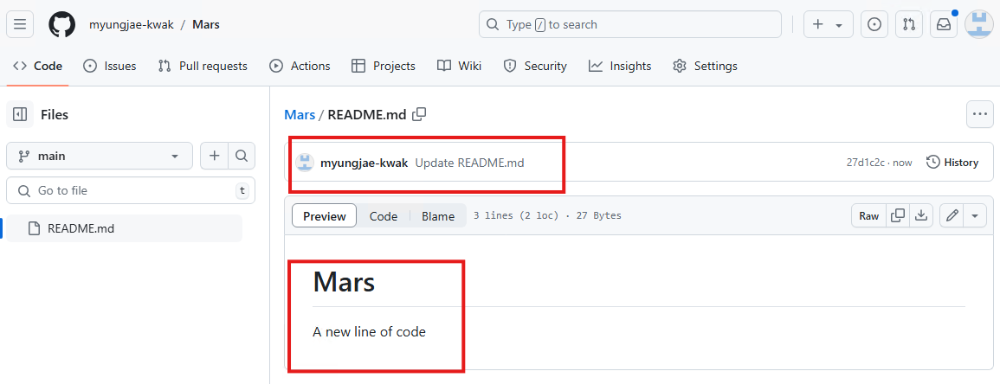 myungjae-kwak / Mars
Type / to search
Code Issues Pull requests Actions Projects Wiki Security Insights Settings
Files
main
Go to file t
README.md
Mars / README.md
myungjae-kwak Update README.md 27d1c2c · now History
Preview Code Blame 3 lines (2 loc) · 27 Bytes Raw
Mars
A new line of code